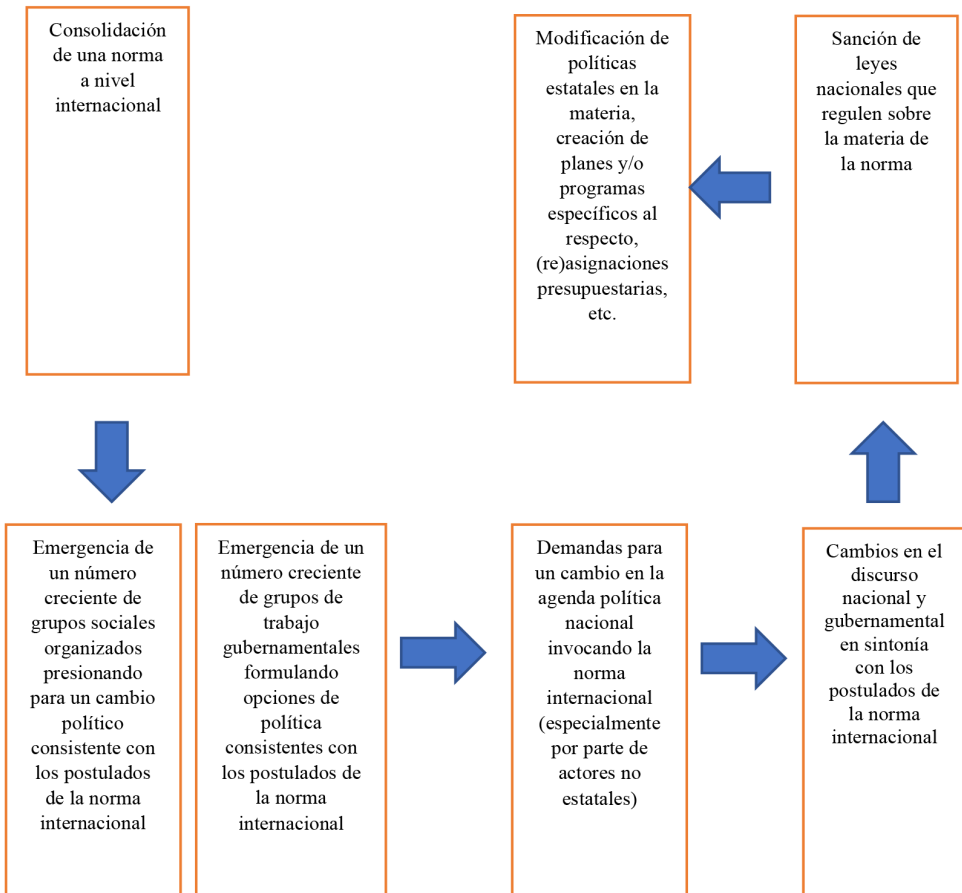 Consolidación
de una norma
a nivel
internacional
Modificación de
políticas
estatales en la
materia,
creación de
planes y/o
programas
específicos al
respecto,
(re)asignaciones
presupuestarias,
etc.
Sanción de
leyes
nacionales que
regulen sobre
la materia de
la norma
Emergencia de
un número
creciente de
grupos sociales
organizados
presionando
para un cambio
político
consistente con
los postulados
de la norma
internacional
Emergencia de un
número creciente
de grupos de
trabajo
gubernamentales
formulando
opciones de
política
consistentes con
los postulados de
la norma
internacional
Demandas para
un cambio en la
agenda política
nacional
invocando la
norma
internacional
(especialmente
por parte de
actores no
estatales)
Cambios en el
discurso
nacional y
gubernamental
en sintonía
con los
postulados de
la norma
internacional